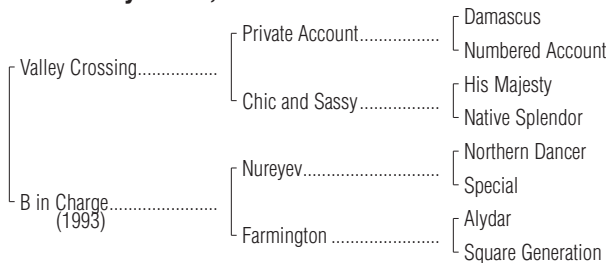 Damascus
Private Account..................
Numbered Account
Valley Crossing.................
His Majesty
Chic and Sassy..................
Native Splendor
Northern Dancer
Nureyev..............................
Special
B in Charge.......................
(1993)
Alydar
Farmington ........................
Square Generation